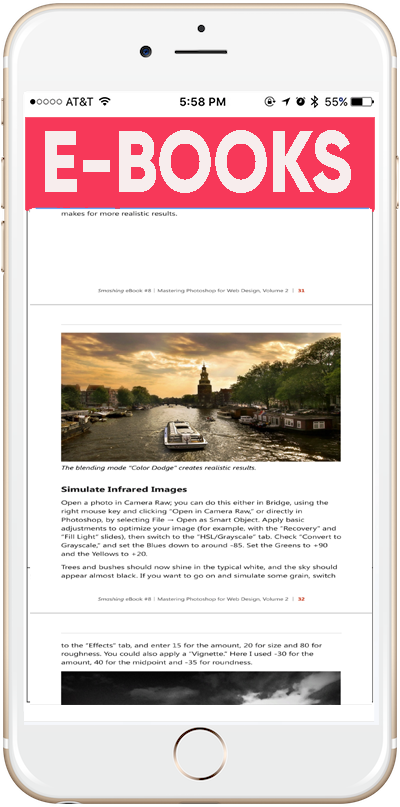 AT&T 5:58 PM 55%
E-BOOKS
makes for more realistic results.
Smashing eBook #8 | Mastering Photoshop for Web Design, Volume 2 | 31
The blending mode "Color Dodge" creates realistic results.
Simulate Infrared Images
Open a photo in Camera Raw; you can do this either in Bridge, using the
right mouse key and clicking "Open in Camera Raw," or directly in
Photoshop, by selecting File → Open as Smart Object. Apply basic
adjustments to optimize your image (for example, with the "Recovery" and
"Fill Light" slides), then switch to the "HSL/Grayscale" tab. Check "Convert to
Grayscale," and set the Blues down to around -85. Set the Greens to +90
and the Yellows to +20.
Trees and bushes should now shine in the typical white, and the sky should
appear almost black. If you want to go on and simulate some grain, switch
Smashing eBook #8 | Mastering Photoshop for Web Design, Volume 2 | 32
to the "Effects" tab, and enter 15 for the amount, 20 for size and 80 for
roughness. You could also apply a "Vignette." Here I used -30 for the
amount, 40 for the midpoint and -35 for roundness.